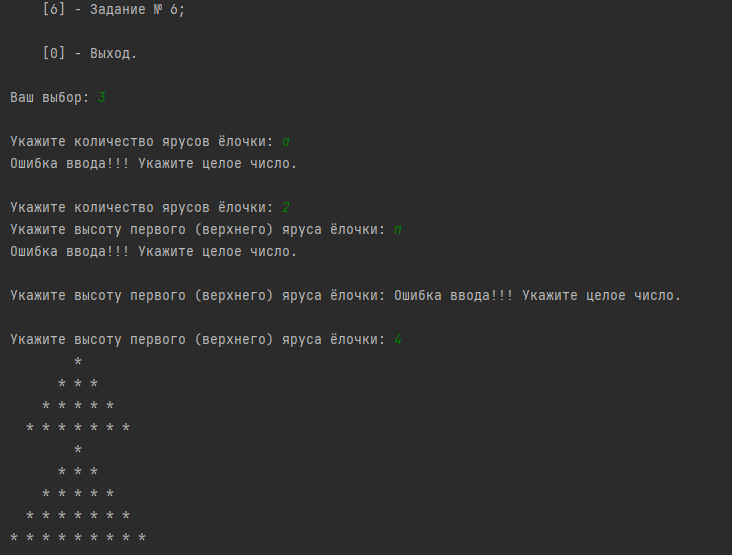 [6] - Задание № 6;
[0] - Выход.
Ваш выбор: 3
Укажите количество ярусов ёлочки: а
Ошибка ввода!!! Укажите целое число.
Укажите количество ярусов ёлочки: 2
Укажите высоту первого (верхнего) яруса ёлочки: п
Ошибка ввода!!! Укажите целое число.
Укажите высоту первого (верхнего) яруса ёлочки: Ошибка ввода!!! Укажите целое число.
Укажите высоту первого (верхнего) яруса ёлочки: 4
*
* * *
* * * * *
* * * * * * *
*
* * *
* * * * *
* * * * * * *
* * * * * * * * *